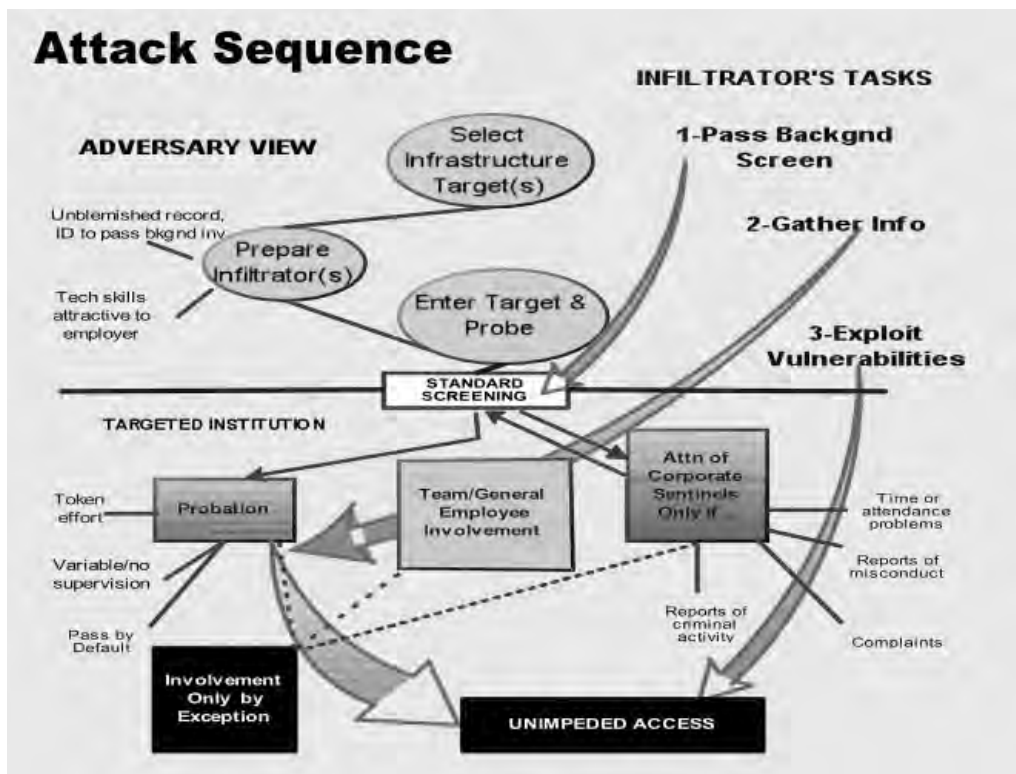 Attack Sequence
INFILTRATOR'S TASKS
ADVERSARY VIEW
Select
Infrastructure
Target(s)
1-Pass Backgnd
Screen
Unblemished record,
ID to pass bkgnd inv
2-Gather Info
Prepare
Infiltrator(s)
Tech skills
attractive to
employer
Enter Target &
Probe
3-Exploit
Vulnerabilities
STANDARD
SCREENING
TARGETED INSTITUTION
Token
effort
Probation
Variable/no
supervision
Pass by
Default
Team/General
Employee
Involvement
Attn of
Corporate
Sentinels
Only if ...
Time or
attendance
problems
Reports of
misconduct
Reports of
criminal
activity
Complaints
Involvement
Only by
Exception
UNIMPEDED ACCESS